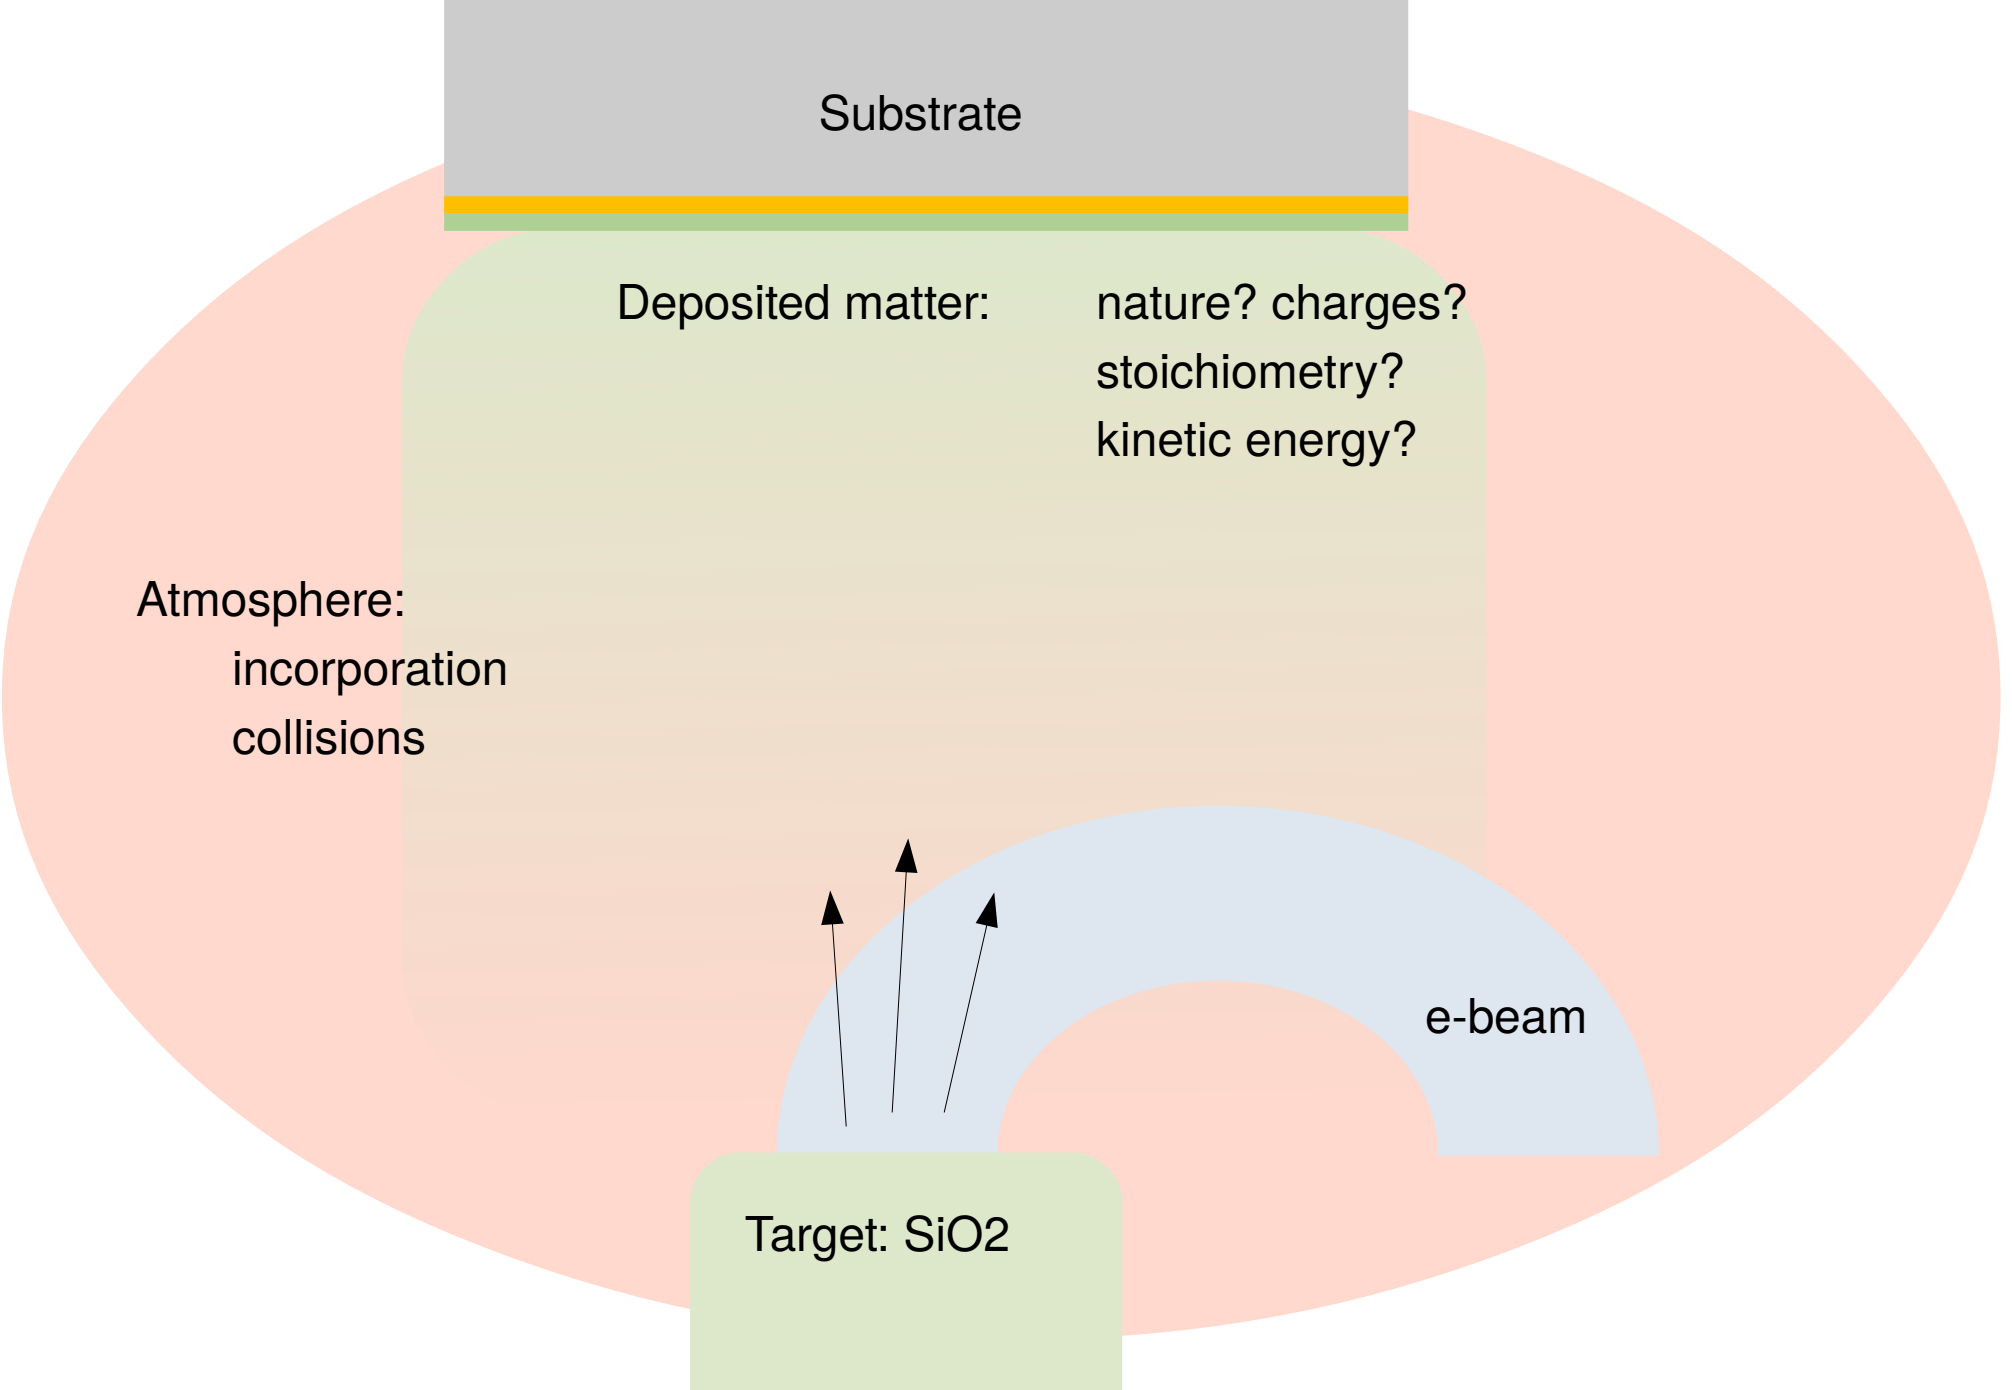 Substrate
Deposited matter: nature? charges?
stoichiometry?
kinetic energy?
Atmosphere:
incorporation
collisions
e-beam
Target: SiO2